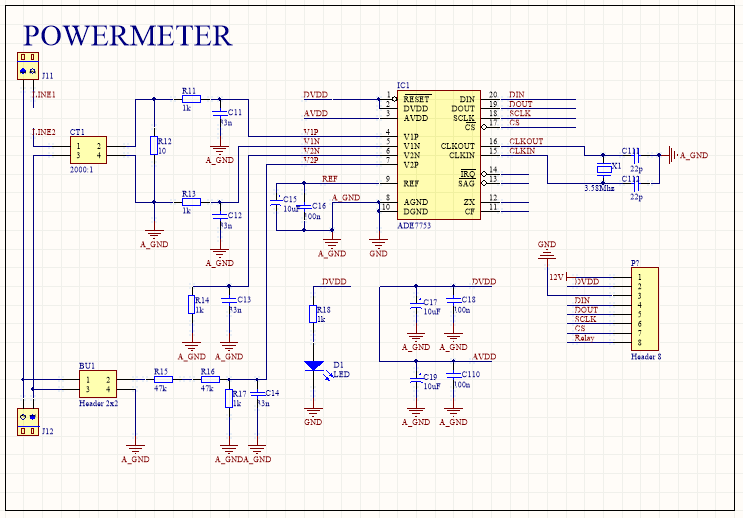 POWERMETER
J11
LINE1
LINE2
CT1
1 2
3 4
2000:1
R11
1k
C11
33n
A_GND
R12
10
R13
1k
C12
33n
A_GND
A_GND
R14
1k
C13
33n
A_GND
A_GND
IC1
DVDD
AVDD
V1P
V1N
V2N
V2P
REF
A_GND
1 RESET
2 DVDD
3 AVDD
4 V1P
5 V1N
6 V2N
7 V2P
9 REF
8 AGND
10 DGND
DIN 20 DIN
DOUT 19 DOUT
SCLK 18 SCLK
CS 17 CS
CLKOUT 16 CLKOUT
CLKIN 15 CLKIN
IRQ 14
SAG 13
ZX 12
CF 11
ADE7753
C15
10uF
C16
100n
A_GND
GND
X1
3.58Mhz
22p
22p
A_GND
DVDD
R18
1k
D1
LED
GND
DVDD
C17
10uF
C18
100n
A_GND
A_GND
AVDD
C19
10uF
C110
100n
A_GND
A_GND
GND
12V
DVDD
DIN
DOUT
SCLK
CS
Relay
P?
1
2
3
4
5
6
7
8
Header 8
BU1
1 2
3 4
Header 2x2
R15
47k
R16
47k
R17
1k
C14
33n
A_GND
A_GND
A_GND
J12